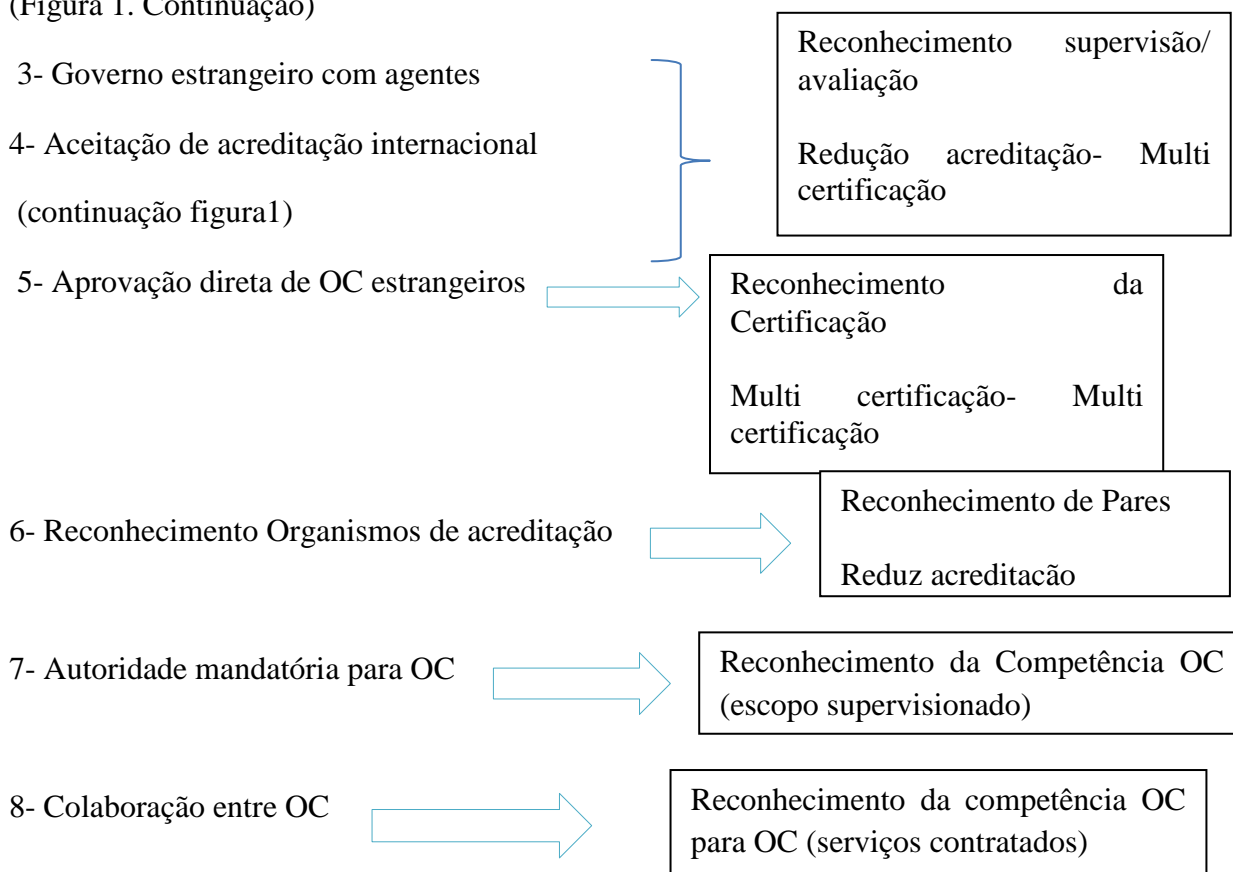 (Figura 1. Continuação)
3- Governo estrangeiro com agentes
4- Aceitação de acreditação internacional
(continuação figura1)
Reconhecimento supervisão/
avaliação
Redução acreditação- Multi
certificação
5- Aprovação direta de OC estrangeiros
Reconhecimento da
Certificação
Multi certificação- Multi
certificação
6- Reconhecimento Organismos de acreditação
Reconhecimento de Pares
Reduz acreditacão
7- Autoridade mandatória para OC
Reconhecimento da Competência OC
(escopo supervisionado)
8- Colaboração entre OC
Reconhecimento da competência OC
para OC (serviços contratados)